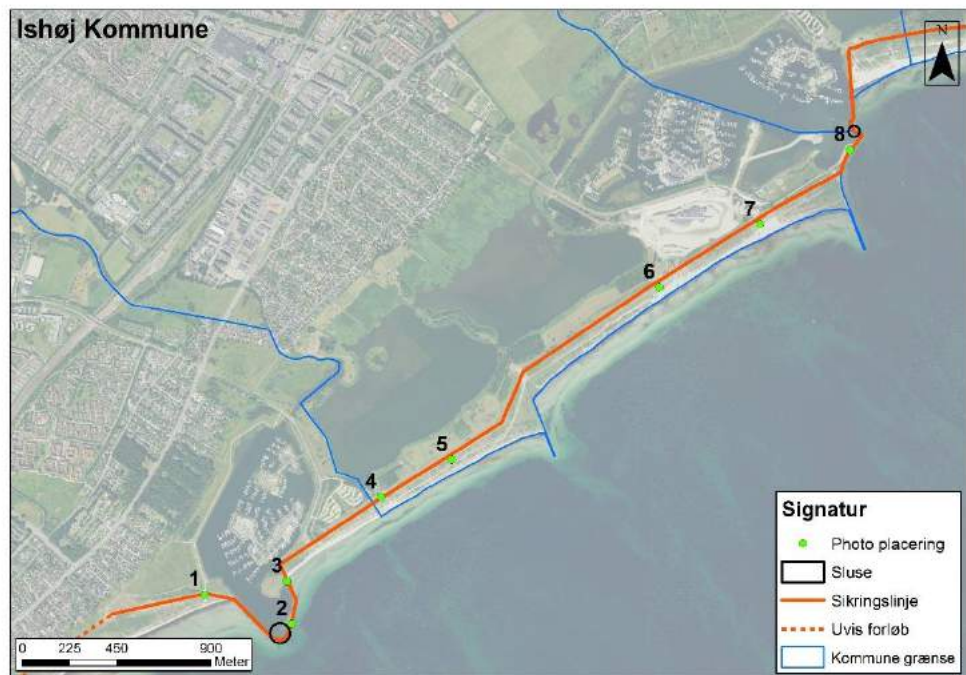 Ishøj Kommune
N
8
7
6
5
4
3
1
2
Signatur
Photo placering
Sluse
Sikringslinje
Uvis forløb
Kommune grænse
0 225 450 900
Meter